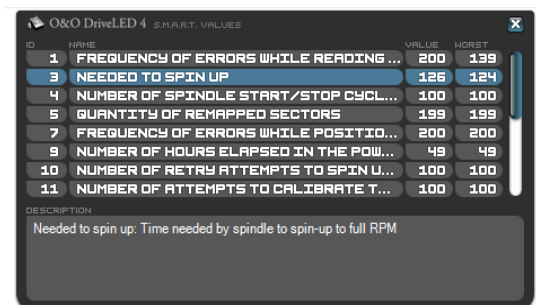 O&O DriveLED 4 S.M.A.R.T. VALUES
ID NAME VALUE WORST
1 FREQUENCY OF ERRORS WHILE READING ... 200 139
3 NEEDED TO SPIN UP 126 124
4 NUMBER OF SPINDLE START/STOP CYCL... 100 100
5 QUANTITY OF REMAPPED SECTORS 199 199
7 FREQUENCY OF ERRORS WHILE POSITIO... 200 200
9 NUMBER OF HOURS ELAPSED IN THE POW... 49 49
10 NUMBER OF RETRY ATTEMPTS TO SPIN U... 100 100
11 NUMBER OF ATTEMPTS TO CALIBRATE T... 100 100
DESCRIPTION
Needed to spin up: Time needed by spindle to spin-up to full RPM